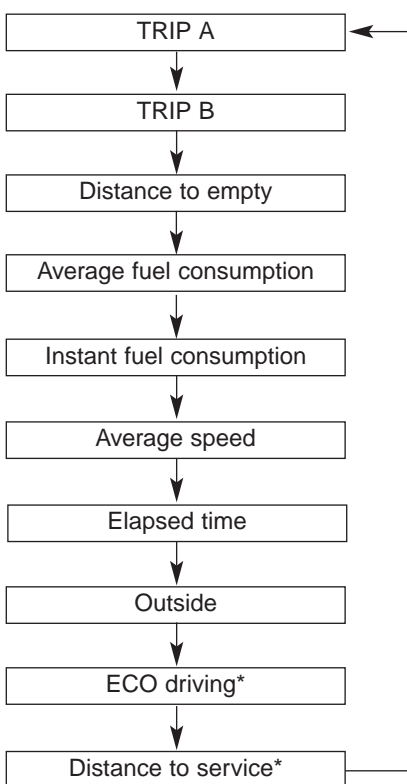 TRIP A
TRIP B
Distance to empty
Average fuel consumption
Instant fuel consumption
Average speed
Elapsed time
Outside
ECO driving*
Distance to service*